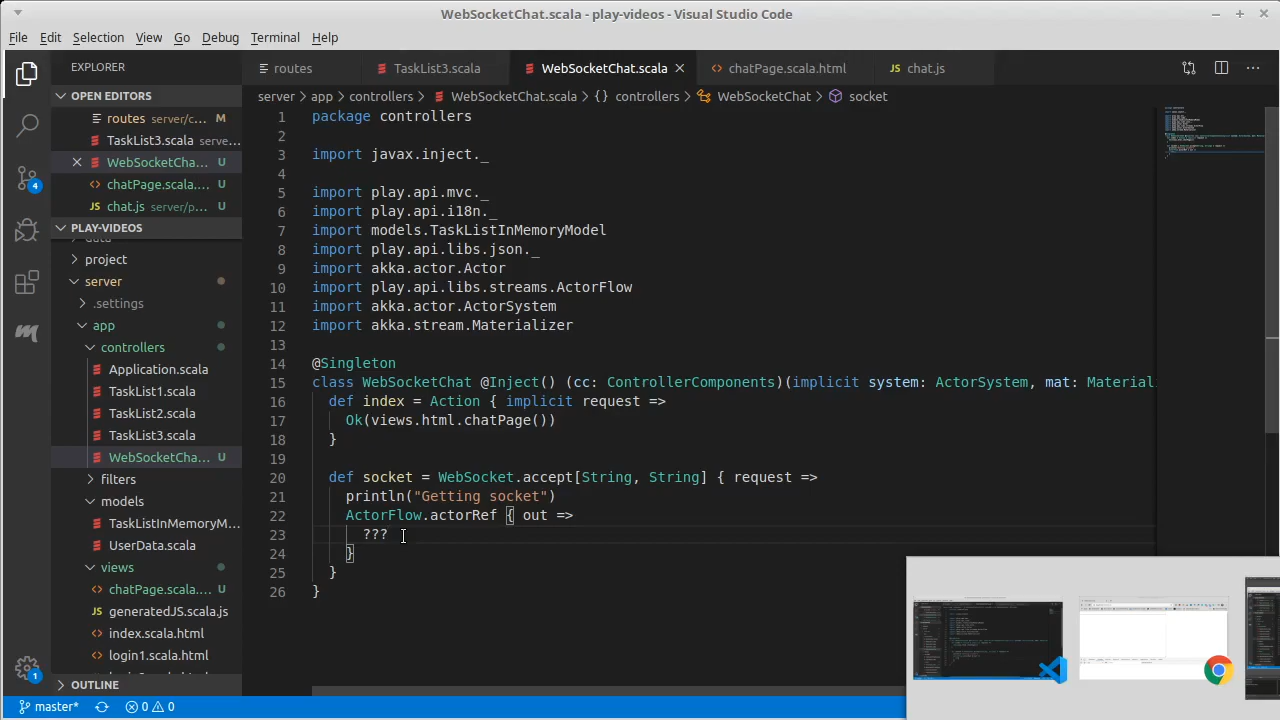 WebSocketChat.scala - play-videos - Visual Studio Code
File Edit Selection View Go Debug Terminal Help
EXPLORER
routes
TaskList3.scala
WebSocketChat.scala
chatPage.scala.html
chat.js
OPEN EDITORS
server > app > controllers > WebSocketChat.scala > {} controllers > WebSocketChat > socket
routes server/c... M
TaskList3.scala serve...
WebSocketCha... U
chatPage.scala.... U
chat.js server/p... U
PLAY-VIDEOS
data
project
server
.settings
app
controllers
Application.scala
TaskList1.scala
TaskList2.scala
TaskList3.scala
WebSocketCha... U
filters
models
TaskListInMemoryM...
UserData.scala
views
chatPage.scala.... U
generatedJS.scala.js
index.scala.html
login1.scala.html
OUTLINE
1 package controllers
2
3 import javax.inject._
4
5 import play.api.mvc._
6 import play.api.i18n._
7 import models.TaskListInMemoryModel
8 import play.api.libs.json._
9 import akka.actor.Actor
10 import play.api.libs.streams.ActorFlow
11 import akka.actor.ActorSystem
12 import akka.stream.Materializer
13
14 @Singleton
15 class WebSocketChat @Inject() (cc: ControllerComponents)(implicit system: ActorSystem, mat: Material
16 def index = Action { implicit request =>
17 Ok(views.html.chatPage())
18 }
19
20 def socket = WebSocket.accept[String, String] { request =>
21 println("Getting socket")
22 ActorFlow.actorRef { out =>
23 ???
24 }
25 }
26 }
4
1
master* 0 0